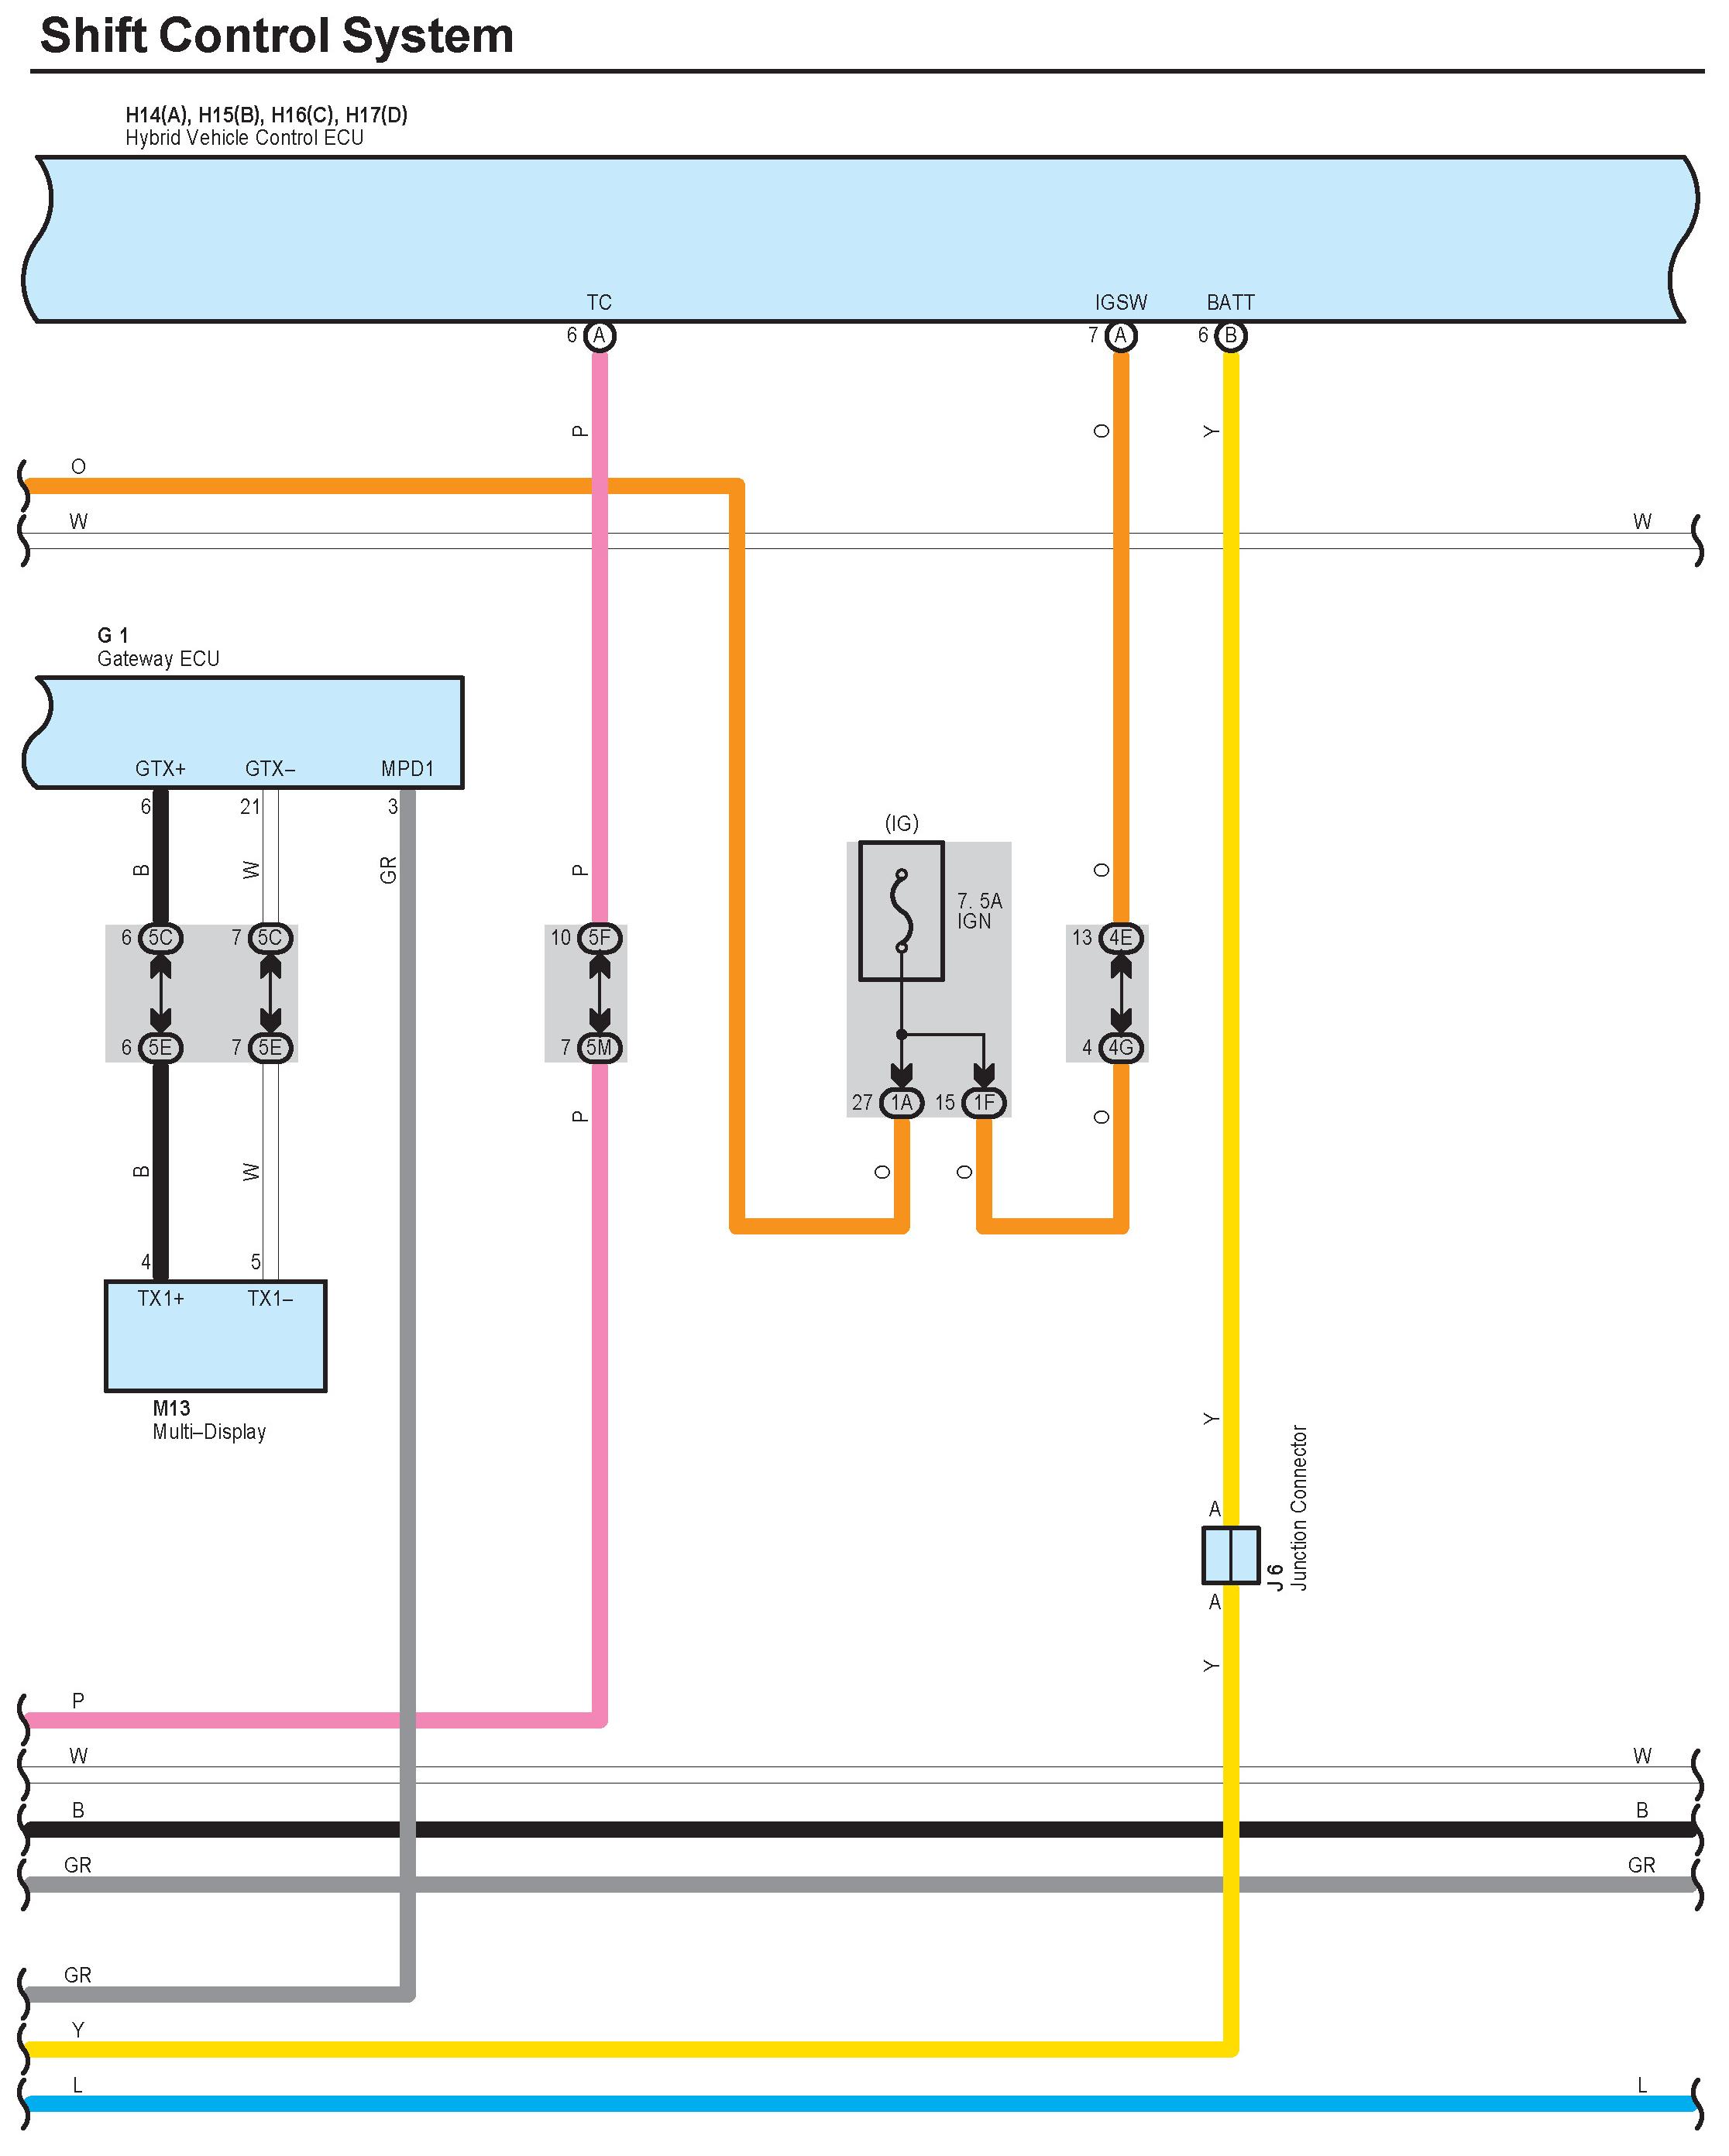 Shift Control System
H14(A), H15(B), H16(C), H17(D)
Hybrid Vehicle Control ECU
TC
IGSW
BATT
6 A
7 A
6 B
P
O
Y
O
W
W
G 1
Gateway ECU
GTX+
GTX–
MPD1
6
21
3
B
W
GR
P
O
(IG)
7. 5A
IGN
6 5C
7 5C
10 5F
13 4E
6 5E
7 5E
7 5M
4 4G
27 1A
15 1F
P
O
B
W
O
O
4
5
TX1+
TX1–
M13
Multi–Display
Y
A
J 6
Junction Connector
A
Y
P
W
W
B
B
GR
GR
GR
Y
L
L